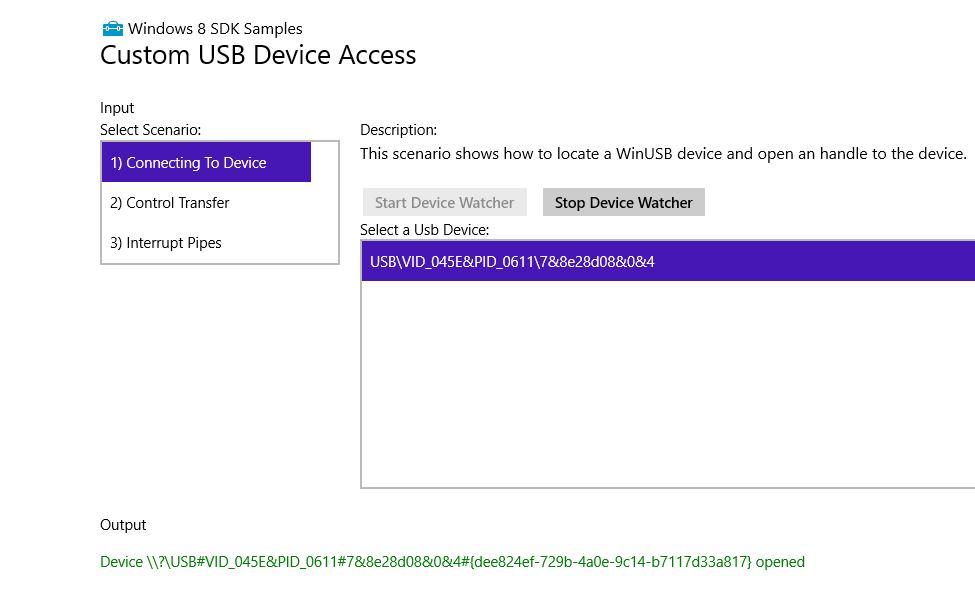 Windows 8 SDK Samples
Custom USB Device Access
Input
Select Scenario:
1) Connecting To Device
2) Control Transfer
3) Interrupt Pipes
Description:
This scenario shows how to locate a WinUSB device and open an handle to the device.
Start Device Watcher
Stop Device Watcher
Select a Usb Device:
USB\VID_045E&PID_0611\7&8e28d08&0&4
Output
Device \\?\USB#VID_045E&PID_0611#7&8e28d08&0&4#{dee824ef-729b-4a0e-9c14-b7117d33a817} opened